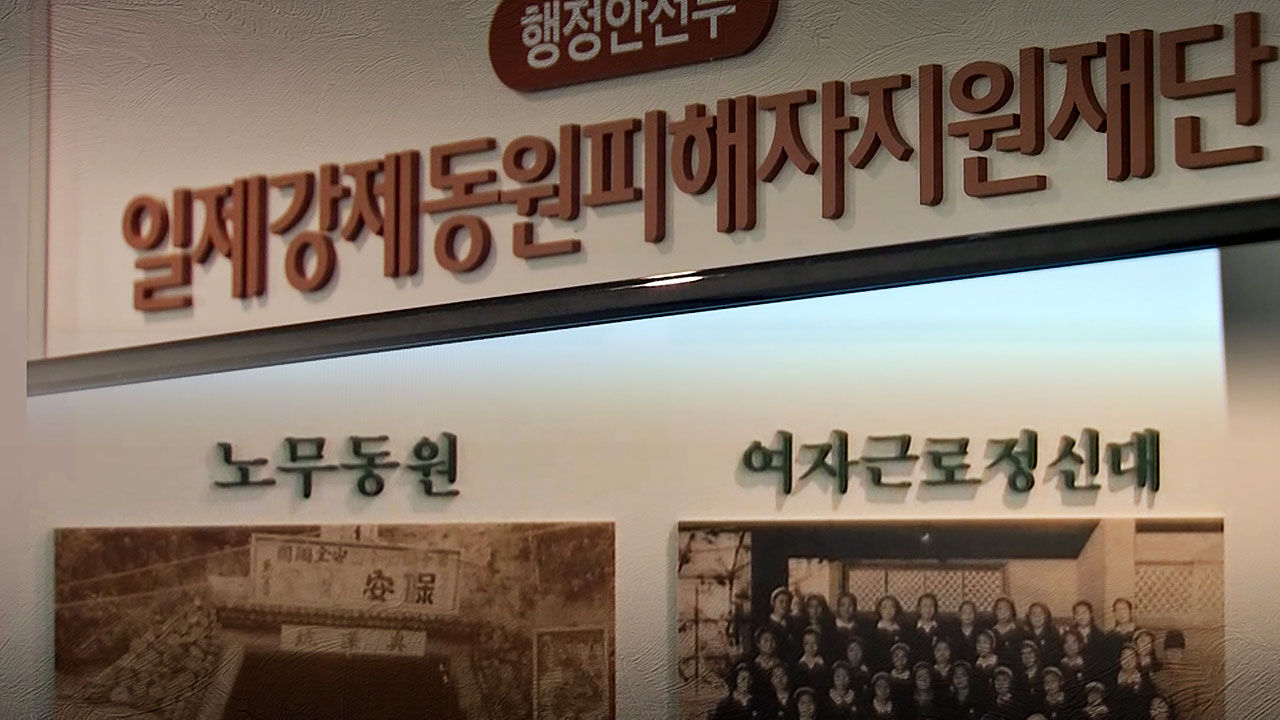 행정안전부
일제강제동원피해자지원재단
노무동원
여자근로정신대
安保